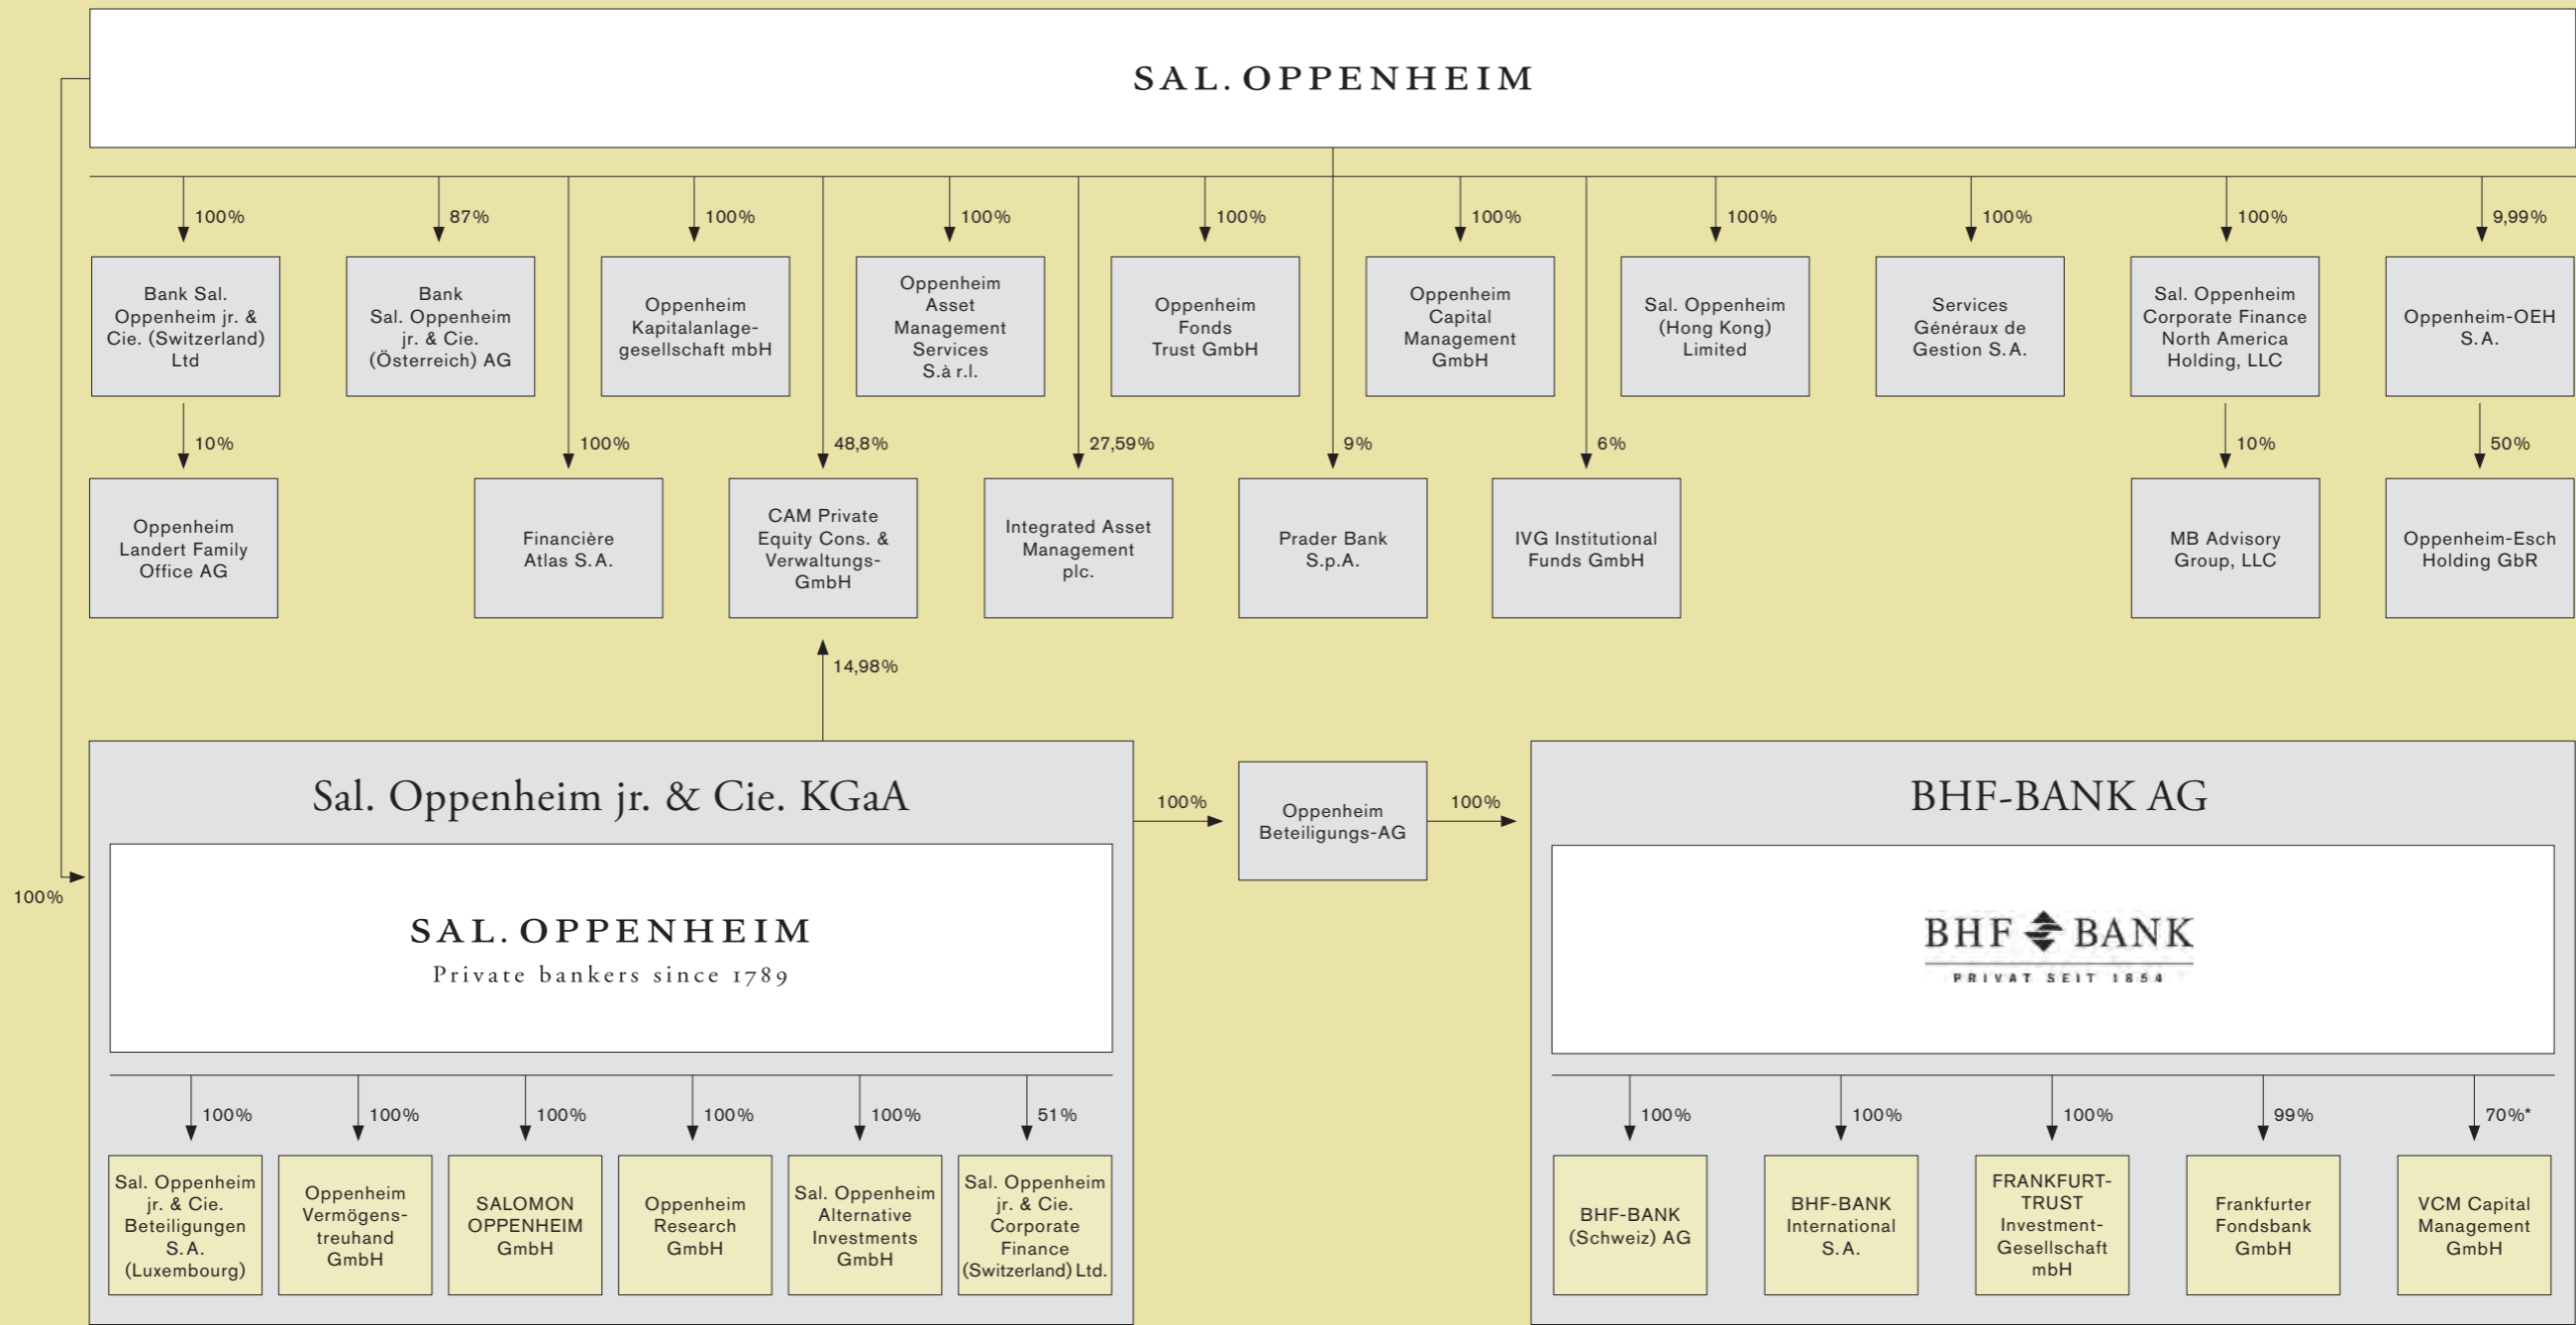 SAL. OPPENHEIM
100%
87%
100%
100%
100%
100%
100%
100%
100%
9,99%
Bank Sal.
Oppenheim jr. &
Cie. (Switzerland)
Ltd
Bank
Sal. Oppenheim
jr. & Cie.
(Österreich) AG
Oppenheim
Kapitalanlage-
gesellschaft mbH
Oppenheim
Asset
Management
Services
S.à r.l.
Oppenheim
Fonds
Trust GmbH
Oppenheim
Capital
Management
GmbH
Sal. Oppenheim
(Hong Kong)
Limited
Services
Généraux de
Gestion S.A.
Sal. Oppenheim
Corporate Finance
North America
Holding, LLC
Oppenheim-OEH
S.A.
10%
100%
48,8%
27,59%
9%
6%
10%
50%
Oppenheim
Landert Family
Office AG
Financière
Atlas S.A.
CAM Private
Equity Cons. &
Verwaltungs-
GmbH
Integrated Asset
Management
plc.
Prader Bank
S.p.A.
IVG Institutional
Funds GmbH
MB Advisory
Group, LLC
Oppenheim-Esch
Holding GbR
14,98%
100%
Sal. Oppenheim jr. & Cie. KGaA
SAL. OPPENHEIM
Private bankers since 1789
100%
100%
100%
100%
100%
51%
Sal. Oppenheim
jr. & Cie.
Beteiligungen
S.A.
(Luxembourg)
Oppenheim
Vermögens-
treuhand
GmbH
SALOMON
OPPENHEIM
GmbH
Oppenheim
Research
GmbH
Sal. Oppenheim
Alternative
Investments
GmbH
Sal. Oppenheim
jr. & Cie.
Corporate
Finance
(Switzerland) Ltd.
100%
Oppenheim
Beteiligungs-AG
100%
BHF-BANK AG
BHF BANK
PRIVAT SEIT 1854
100%
100%
100%
99%
70%*
BHF-BANK
(Schweiz) AG
BHF-BANK
International
S.A.
FRANKFURT-
TRUST
Investment-
Gesellschaft
mbH
Frankfurter
Fondsbank
GmbH
VCM Capital
Management
GmbH